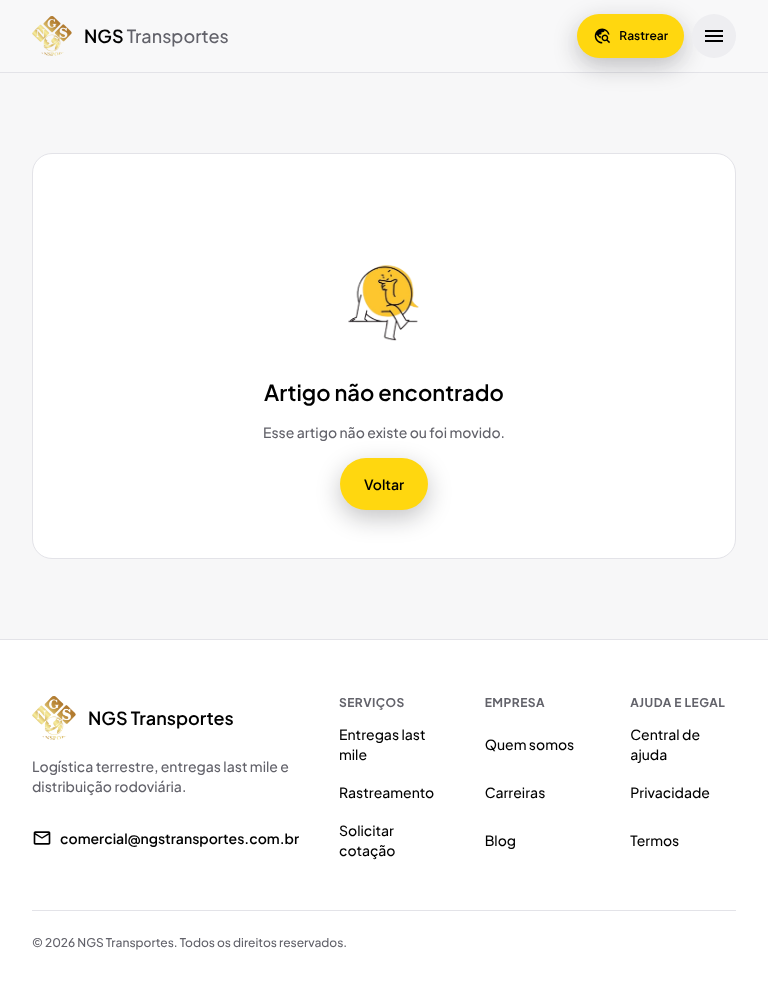 NGS Transportes
Rastrear
Artigo não encontrado
Esse artigo não existe ou foi movido.
Voltar
NGS Transportes
Logística terrestre, entregas last mile e
distribuição rodoviária.
comercial@ngstransportes.com.br
SERVIÇOS
Entregas last
mile
Rastreamento
Solicitar
cotação
EMPRESA
Quem somos
Carreiras
Blog
AJUDA E LEGAL
Central de
ajuda
Privacidade
Termos
© 2026 NGS Transportes. Todos os direitos reservados.